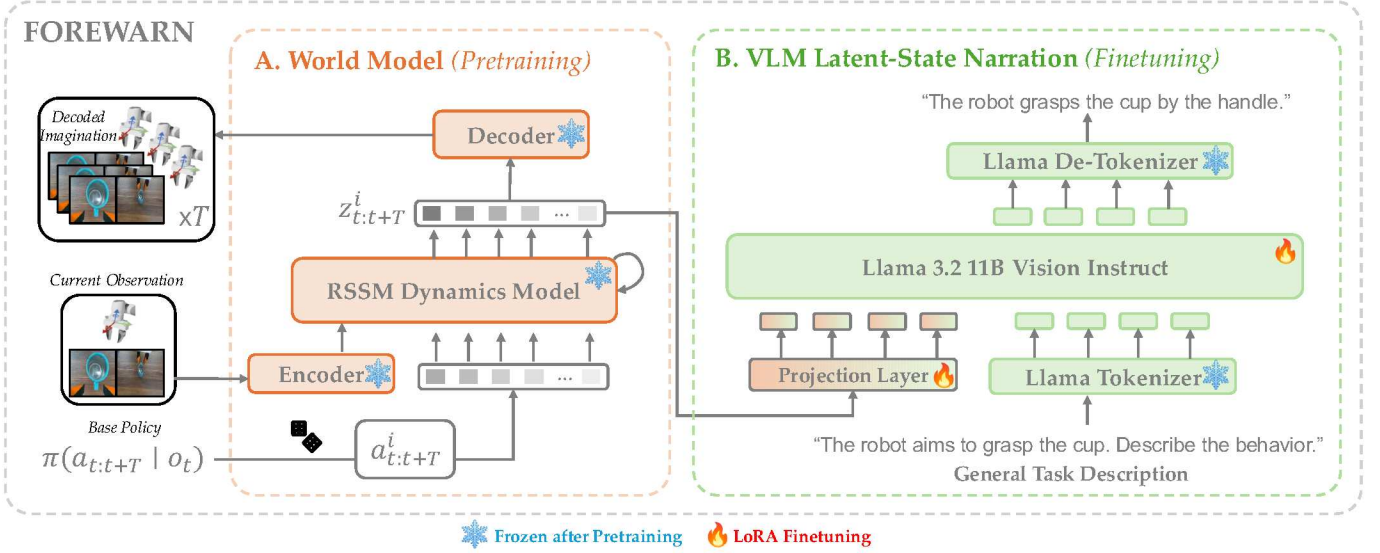 FOREWARN
A. World Model (Pretraining)
Decoded
Imagination
xT
Decoder
z^i_{t:t+T}
...
RSSM Dynamics Model
Current Observation
Encoder
...
Base Policy
π(a_{t:t+T} | o_t)
a^i_{t:t+T}
B. VLM Latent-State Narration (Finetuning)
“The robot grasps the cup by the handle.”
Llama De-Tokenizer
Llama 3.2 11B Vision Instruct
Projection Layer
Llama Tokenizer
“The robot aims to grasp the cup. Describe the behavior.”
General Task Description
Frozen after Pretraining
LoRA Finetuning